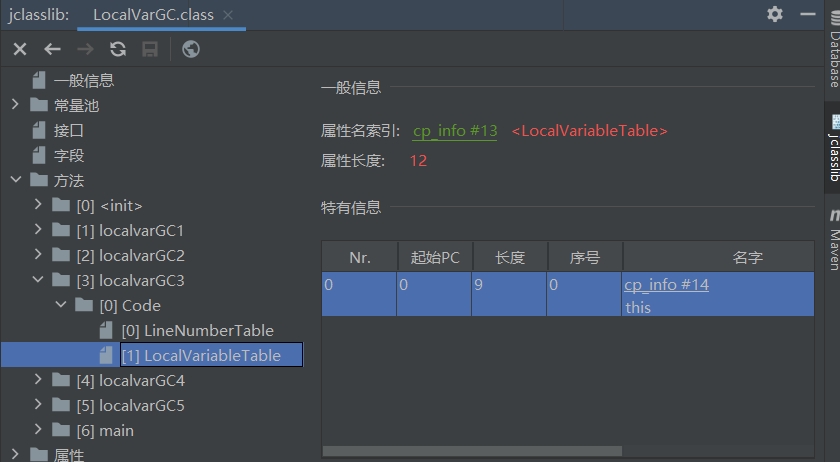 jclasslib:
LocalVarGC.class
一般信息
常量池
接口
字段
方法
[0] <init>
[1] localvarGC1
[2] localvarGC2
[3] localvarGC3
[0] Code
[0] LineNumberTable
[1] LocalVariableTable
[4] localvarGC4
[5] localvarGC5
[6] main
属性
一般信息
属性名索引: cp_info #13 <LocalVariableTable>
属性长度: 12
特有信息
Nr. 起始PC 长度 序号 名字
0 0 9 0 cp_info #14
this
Database
jclasslib
m
Maven